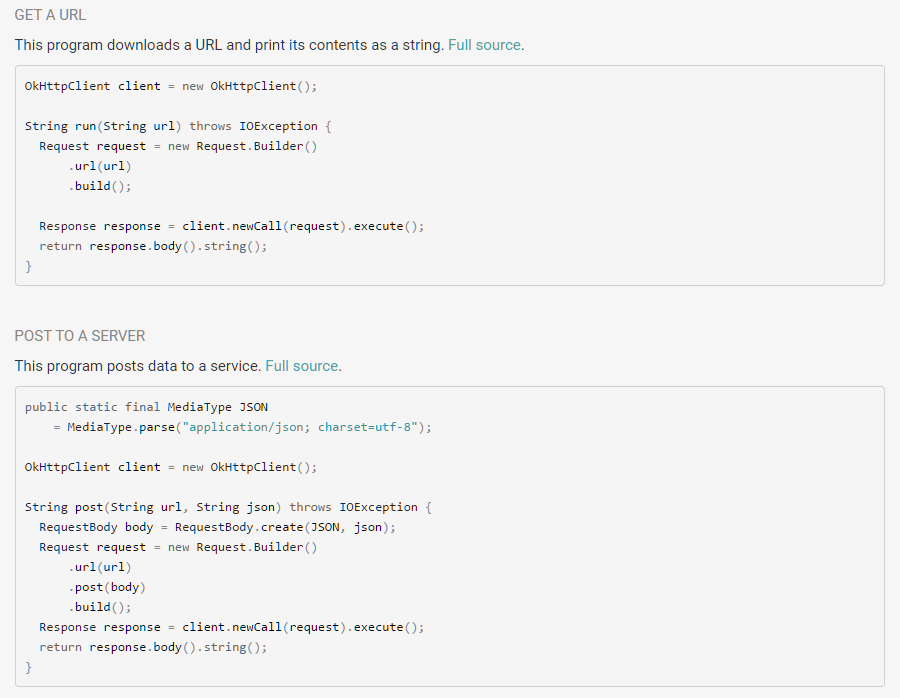 GET A URL
This program downloads a URL and print its contents as a string. Full source.
OkHttpClient client = new OkHttpClient();
String run(String url) throws IOException {
  Request request = new Request.Builder()
      .url(url)
      .build();
  Response response = client.newCall(request).execute();
  return response.body().string();
}
POST TO A SERVER
This program posts data to a service. Full source.
public static final MediaType JSON
    = MediaType.parse("application/json; charset=utf-8");
OkHttpClient client = new OkHttpClient();
String post(String url, String json) throws IOException {
  RequestBody body = RequestBody.create(JSON, json);
  Request request = new Request.Builder()
      .url(url)
      .post(body)
      .build();
  Response response = client.newCall(request).execute();
  return response.body().string();
}